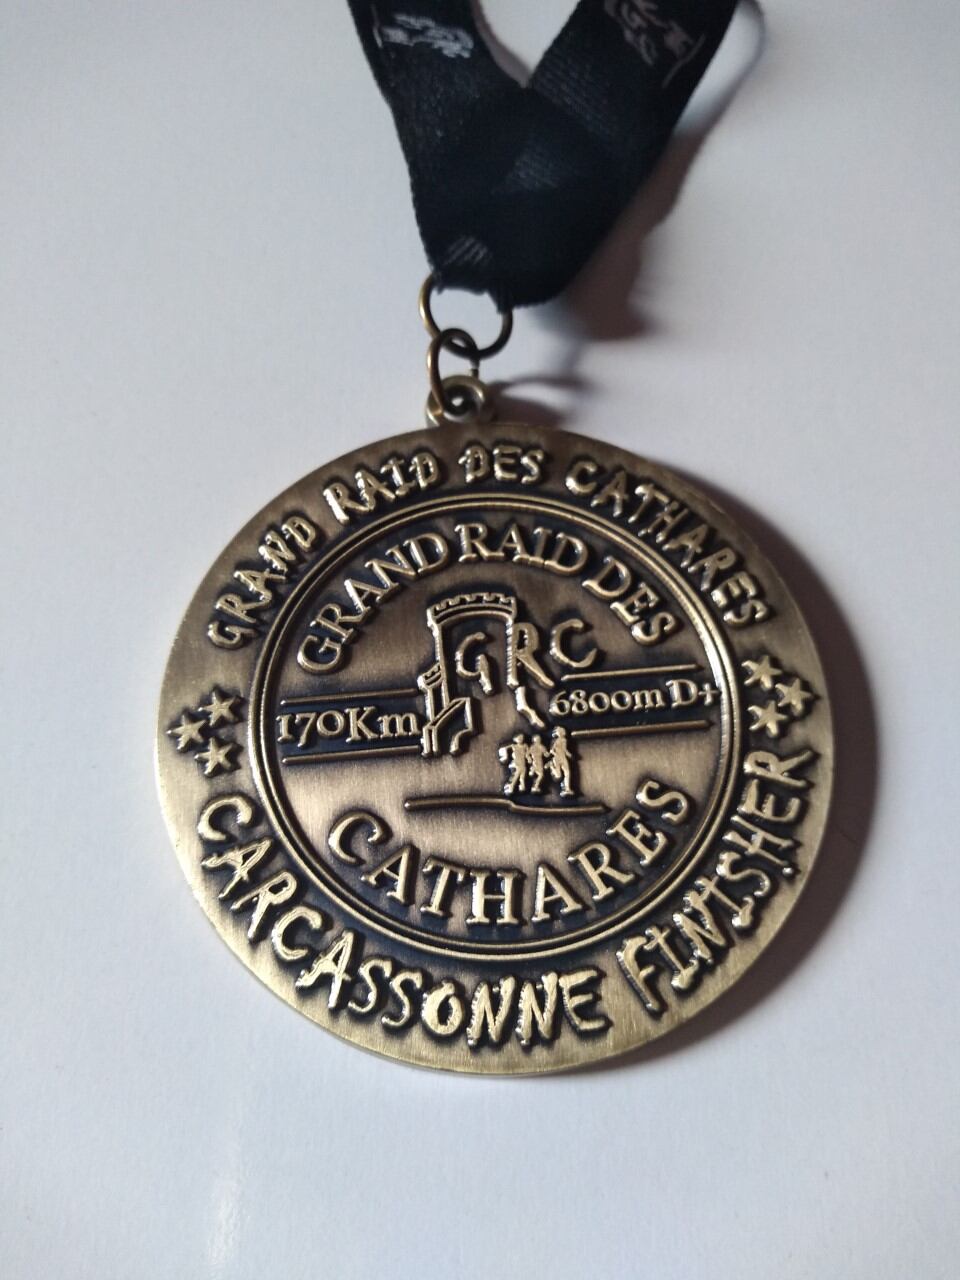 GRAND RAID DES CATHARES
GRAND RAID DES
GRC
170Km
6800m D+
CATHARES
CARCASSONNE FINISHER